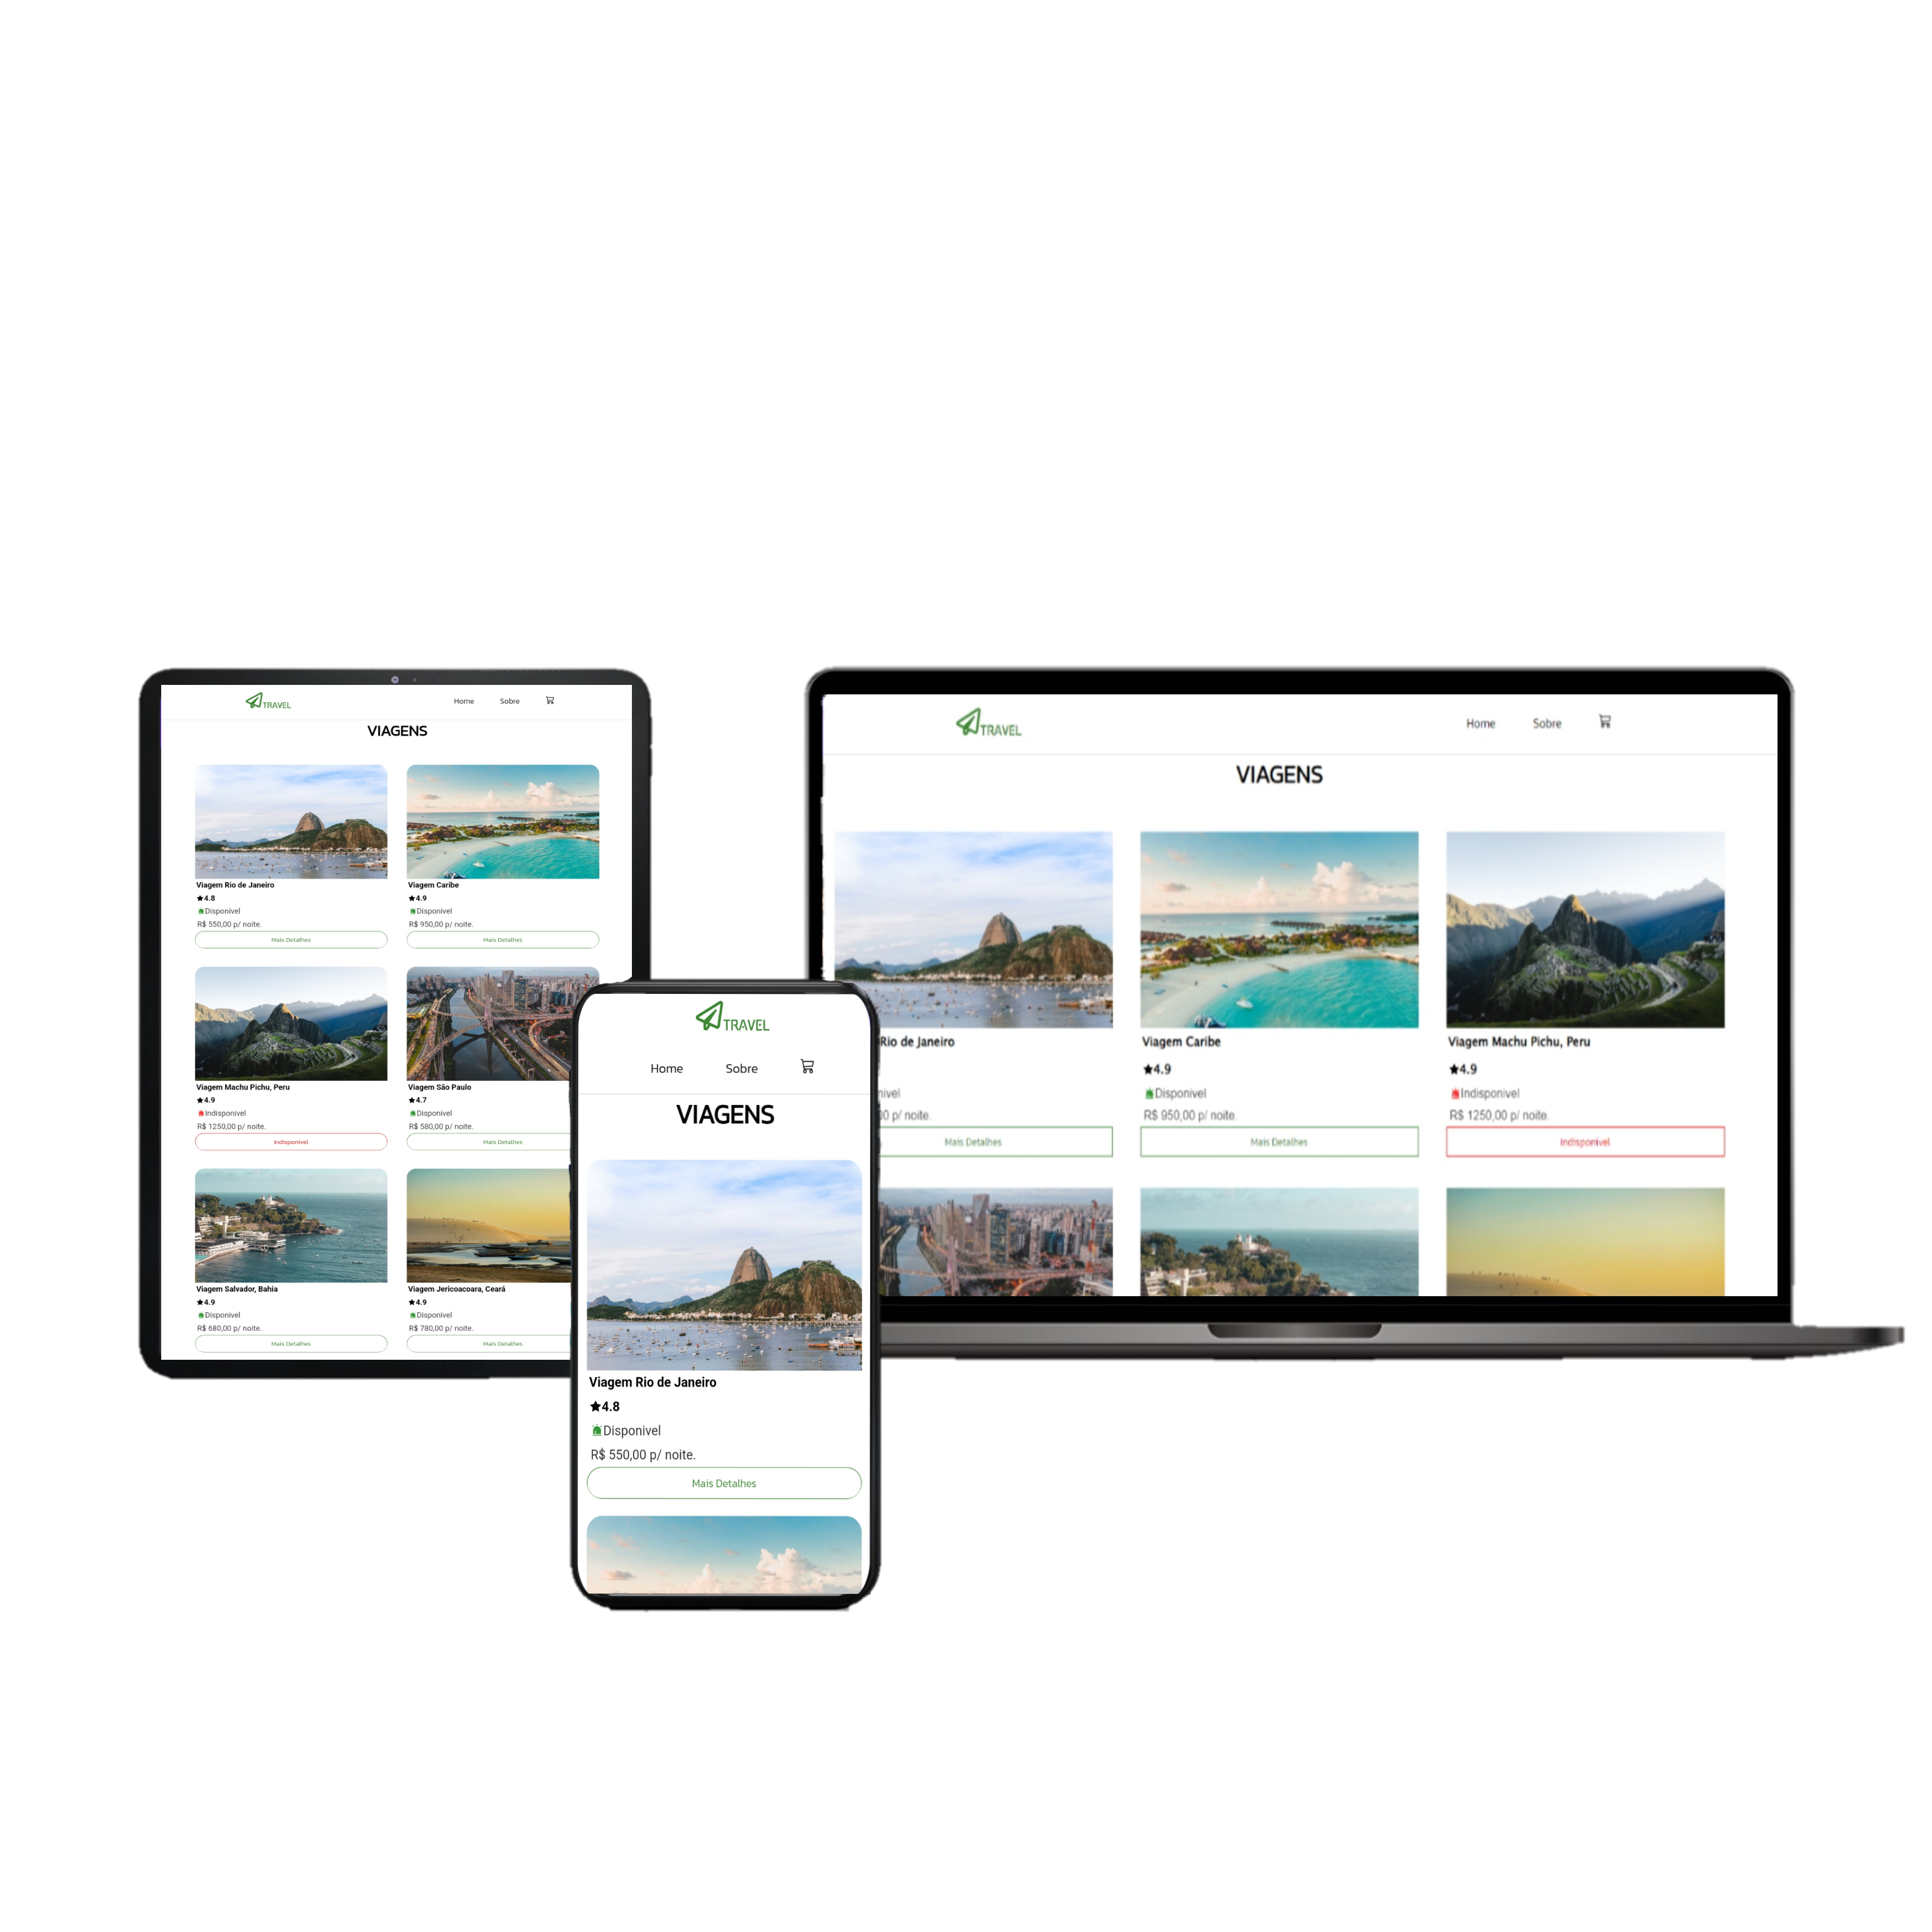 TRAVEL
Home Sobre
VIAGENS
Viagem Rio de Janeiro
4.8
Disponivel
R$ 550,00 p/ noite.
Mais Detalhes
Viagem Caribe
4.9
Disponivel
R$ 950,00 p/ noite.
Mais Detalhes
Viagem Machu Pichu, Peru
4.9
Indisponivel
R$ 1250,00 p/ noite.
Indisponivel
Viagem São Paulo
4.7
Disponivel
R$ 580,00 p/ noite.
Mais Detalhes
Viagem Salvador, Bahia
4.9
Disponivel
R$ 680,00 p/ noite.
Mais Detalhes
Viagem Jericoacoara, Ceará
4.9
Disponivel
R$ 780,00 p/ noite.
Mais Detalhes
TRAVEL
Home Sobre
VIAGENS
Viagem Rio de Janeiro
4.8
Disponivel
R$ 550,00 p/ noite.
Mais Detalhes
TRAVEL
Home Sobre
VIAGENS
Rio de Janeiro
nivel
0 p/ noite.
Mais Detalhes
Viagem Caribe
4.9
Disponivel
R$ 950,00 p/ noite.
Mais Detalhes
Viagem Machu Pichu, Peru
4.9
Indisponivel
R$ 1250,00 p/ noite.
Indisponivel